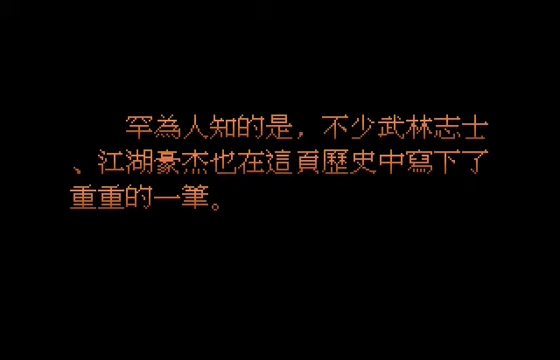 罕為人知的是，不少武林志士
、江湖豪杰也在這頁歷史中寫下了
重重的一筆。